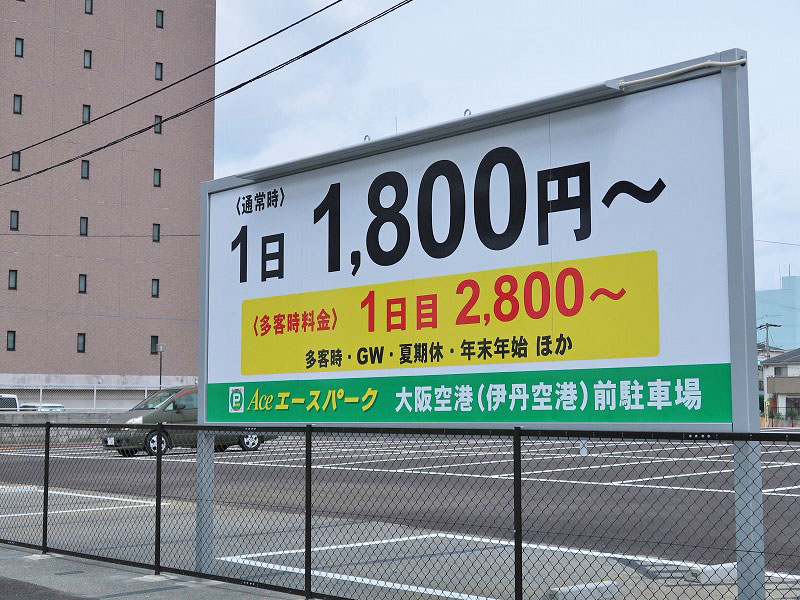 〈通常時〉
1日 1,800円～
〈多客時料金〉 1日目 2,800～
多客時・GW・夏期休・年末年始 ほか
P Ace エースパーク 大阪空港（伊丹空港）前駐車場